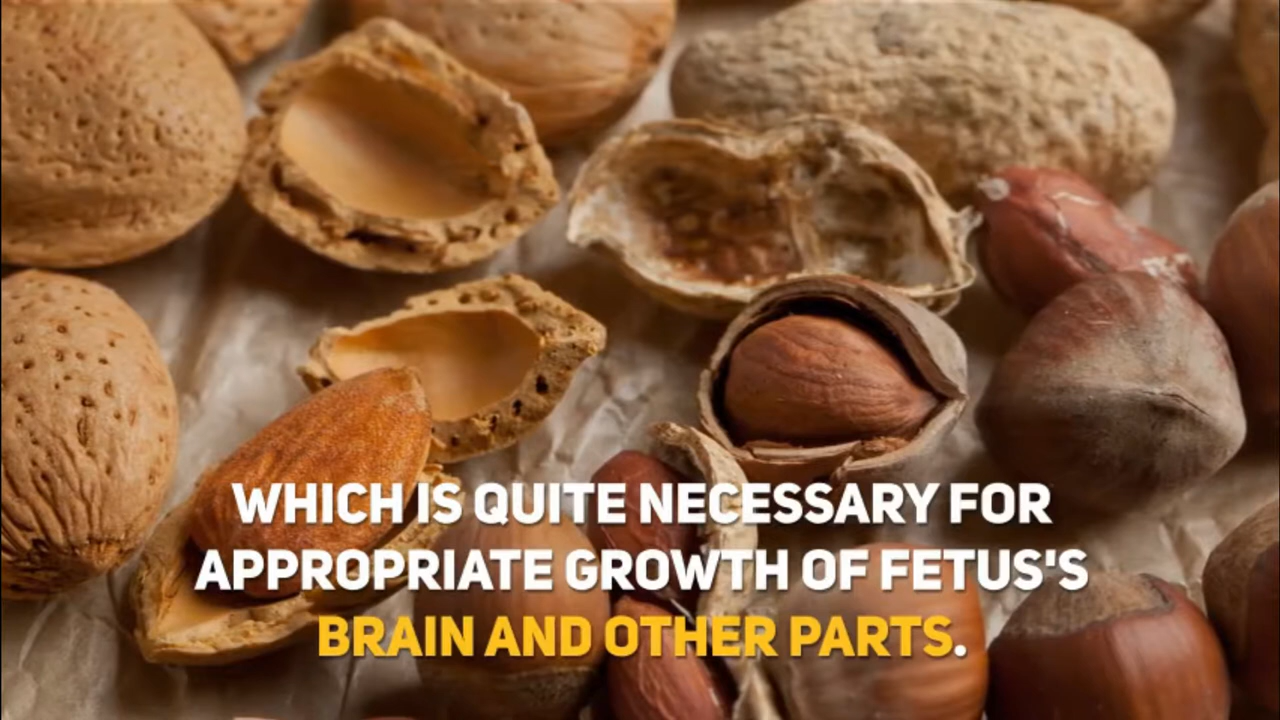 WHICH IS QUITE NECESSARY FOR
APPROPRIATE GROWTH OF FETUS'S
BRAIN AND OTHER PARTS.